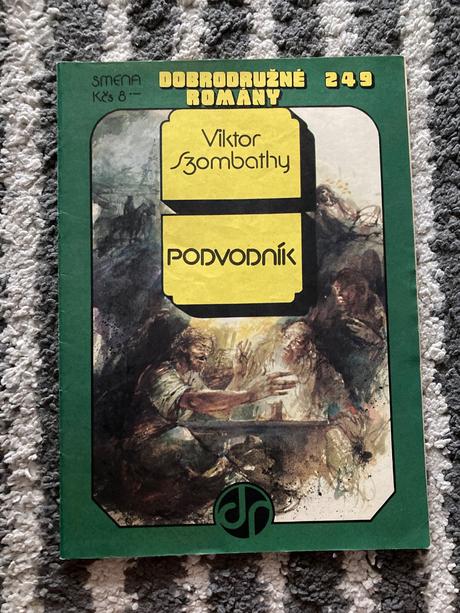 SMENA
Kčs 8·—
DOBRODRUŽNÉ 249
ROMÁNY
Viktor
Szombathy
PODVODNÍK
dr